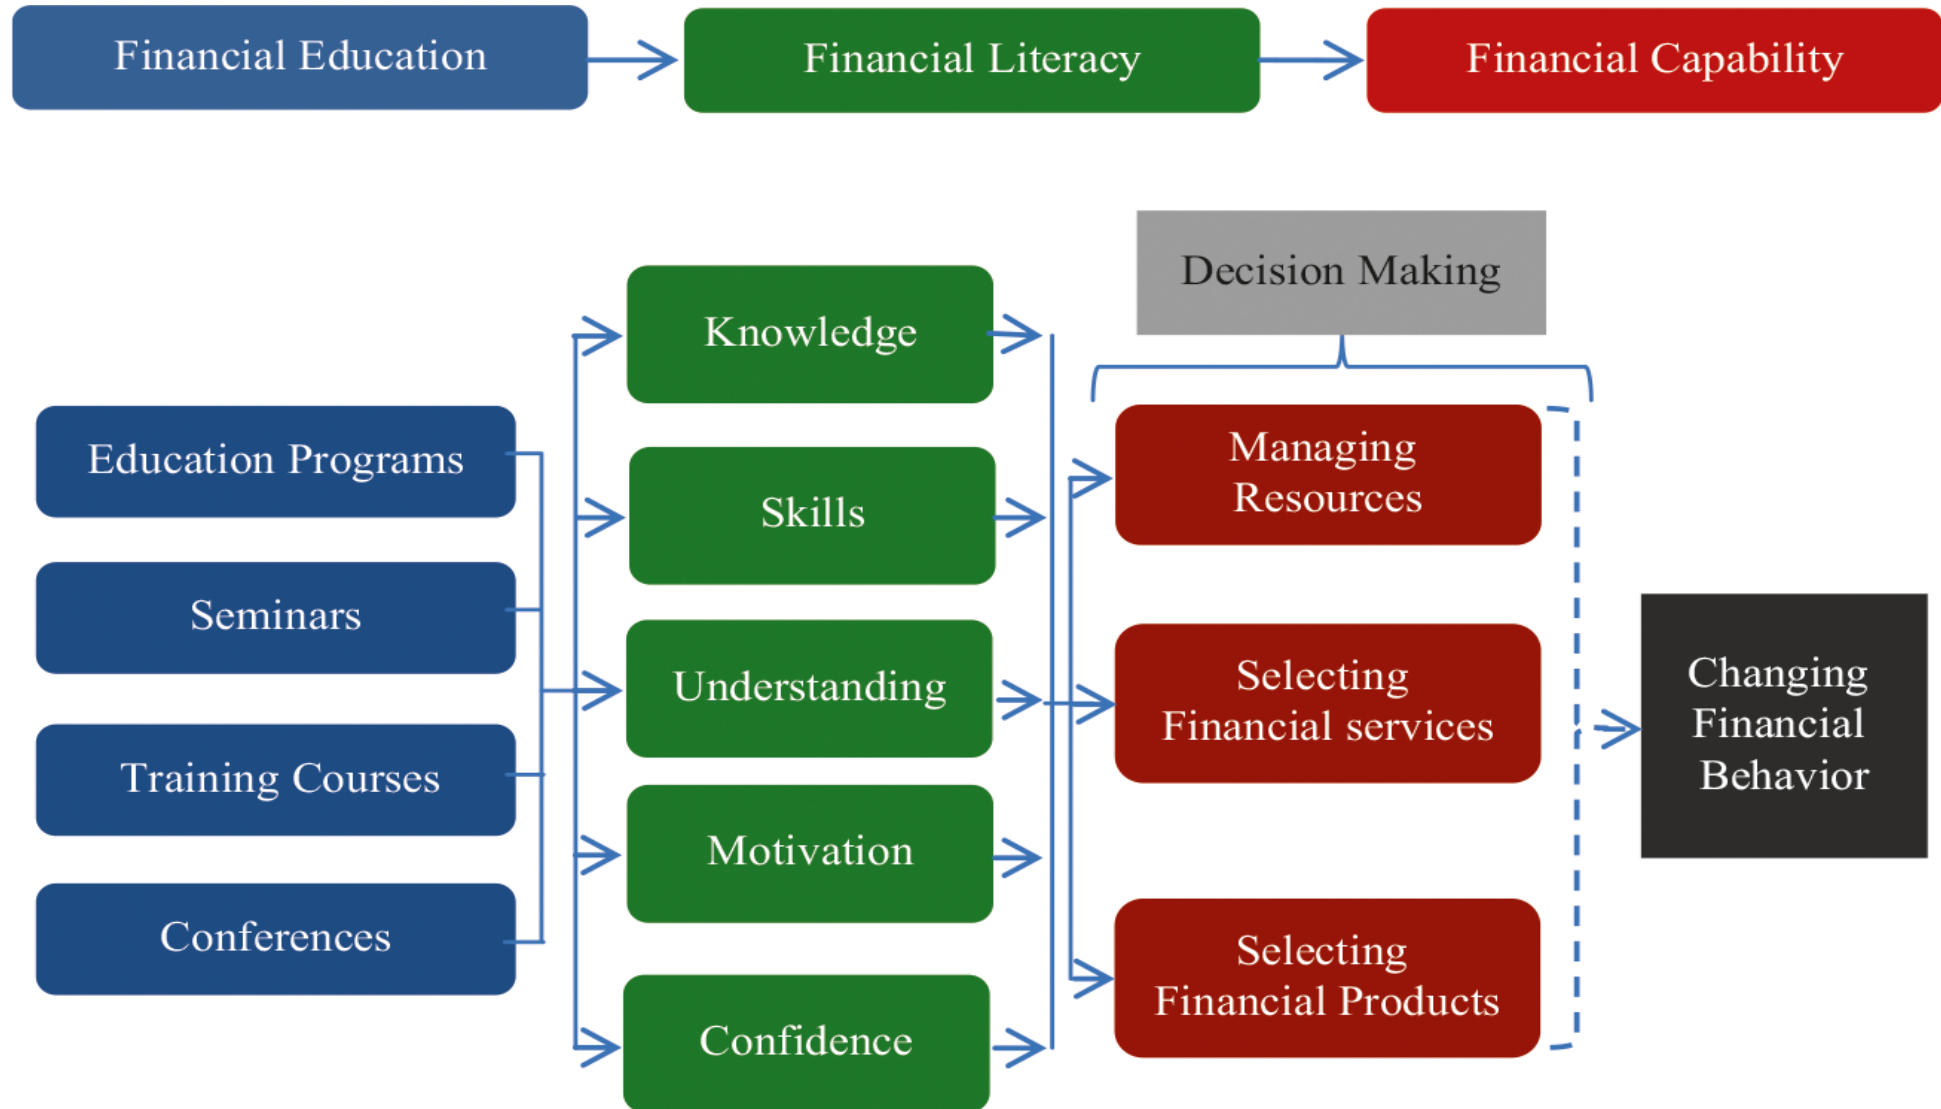 Financial Education
Financial Literacy
Financial Capability
Decision Making
Education Programs
Seminars
Training Courses
Conferences
Knowledge
Skills
Understanding
Motivation
Confidence
Managing
Resources
Selecting
Financial services
Selecting
Financial Products
Changing
Financial
Behavior